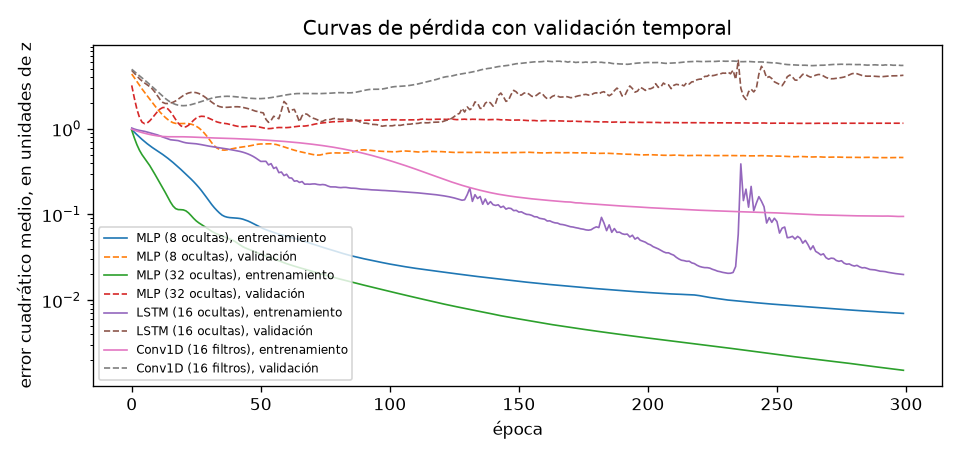 Curvas de pérdida con validación temporal
error cuadrático medio, en unidades de z
10⁰
10⁻¹
10⁻²
MLP (8 ocultas), entrenamiento
MLP (8 ocultas), validación
MLP (32 ocultas), entrenamiento
MLP (32 ocultas), validación
LSTM (16 ocultas), entrenamiento
LSTM (16 ocultas), validación
Conv1D (16 filtros), entrenamiento
Conv1D (16 filtros), validación
0 50 100 150 200 250 300
época